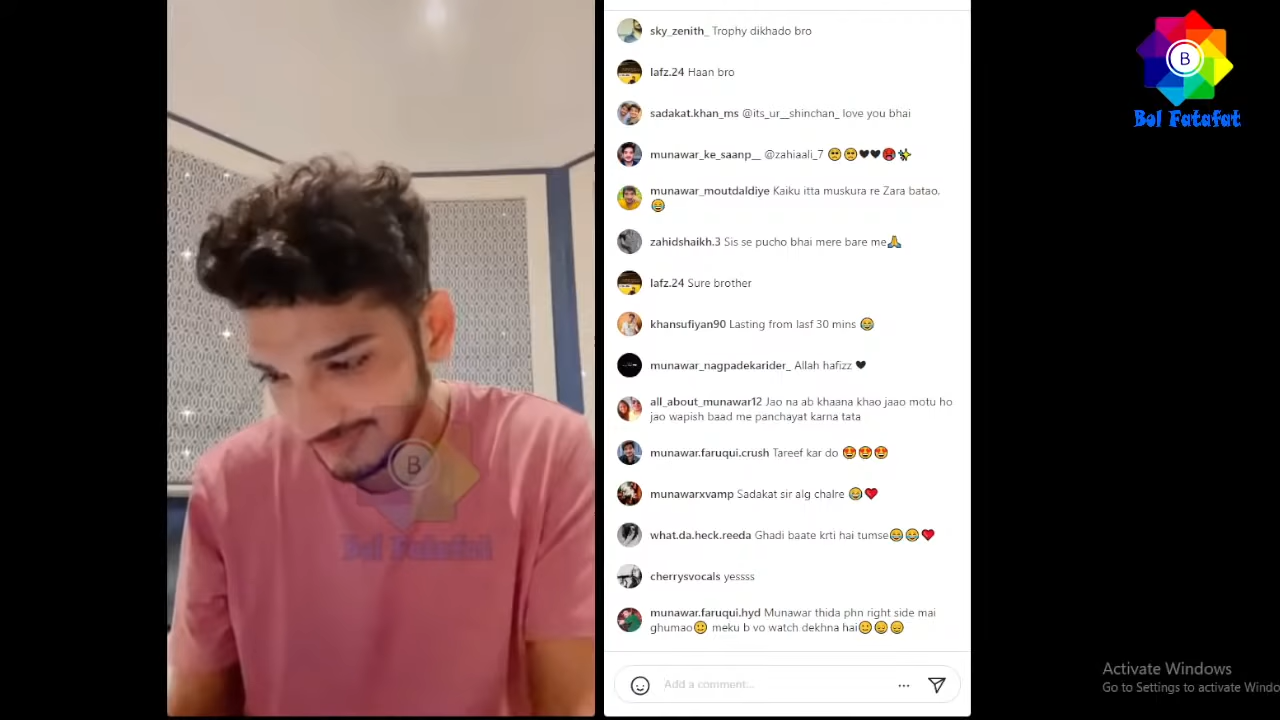 sky_zenith_ Trophy dikhado bro
lafz.24 Haan bro
sadakat.khan_ms @its_ur__shinchan_ love you bhai
munawar_ke_saanp__ @zahiaali_7 🥺🥺🖤🖤🥵✨
munawar_moutdaldiye Kaiku itta muskura re Zara batao.
😂
zahidshaikh.3 Sis se pucho bhai mere bare me🙏
lafz.24 Sure brother
khansufiyan90 Lasting from lasf 30 mins 😂
munawar_nagpadekarider_ Allah hafizz 🖤
all_about_munawar12 Jao na ab khaana khao jaao motu ho
jao wapish baad me panchayat karna tata
munawar.faruqui.crush Tareef kar do 🤩🤩🤩
munawarxvamp Sadakat sir alg chalre 😂❤️
what.da.heck.reeda Ghadi baate krti hai tumse😂😂❤️
cherrysvocals yessss
munawar.faruqui.hyd Munawar thida phn right side mai
ghumao🙂 meku b vo watch dekhna hai🙂😔😔
Add a comment...
B
Bol Fatafat
B
Bol Fatafat
Activate Windows
Go to Settings to activate Windo